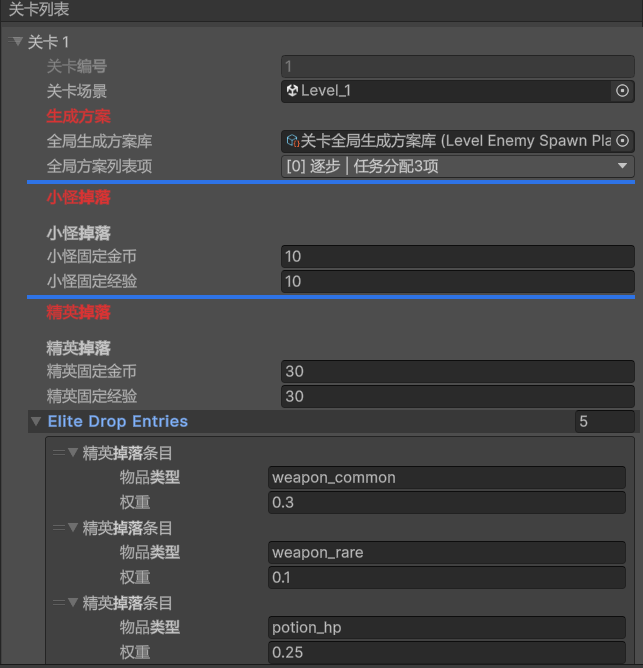 关卡列表
关卡 1
关卡编号 1
关卡场景 Level_1
生成方案
全局生成方案库 关卡全局生成方案库 (Level Enemy Spawn Pla
全局方案列表项 [0] 逐步 | 任务分配3项
小怪掉落
小怪掉落
小怪固定金币 10
小怪固定经验 10
精英掉落
精英掉落
精英固定金币 30
精英固定经验 30
Elite Drop Entries 5
精英掉落条目
物品类型 weapon_common
权重 0.3
精英掉落条目
物品类型 weapon_rare
权重 0.1
精英掉落条目
物品类型 potion_hp
权重 0.25